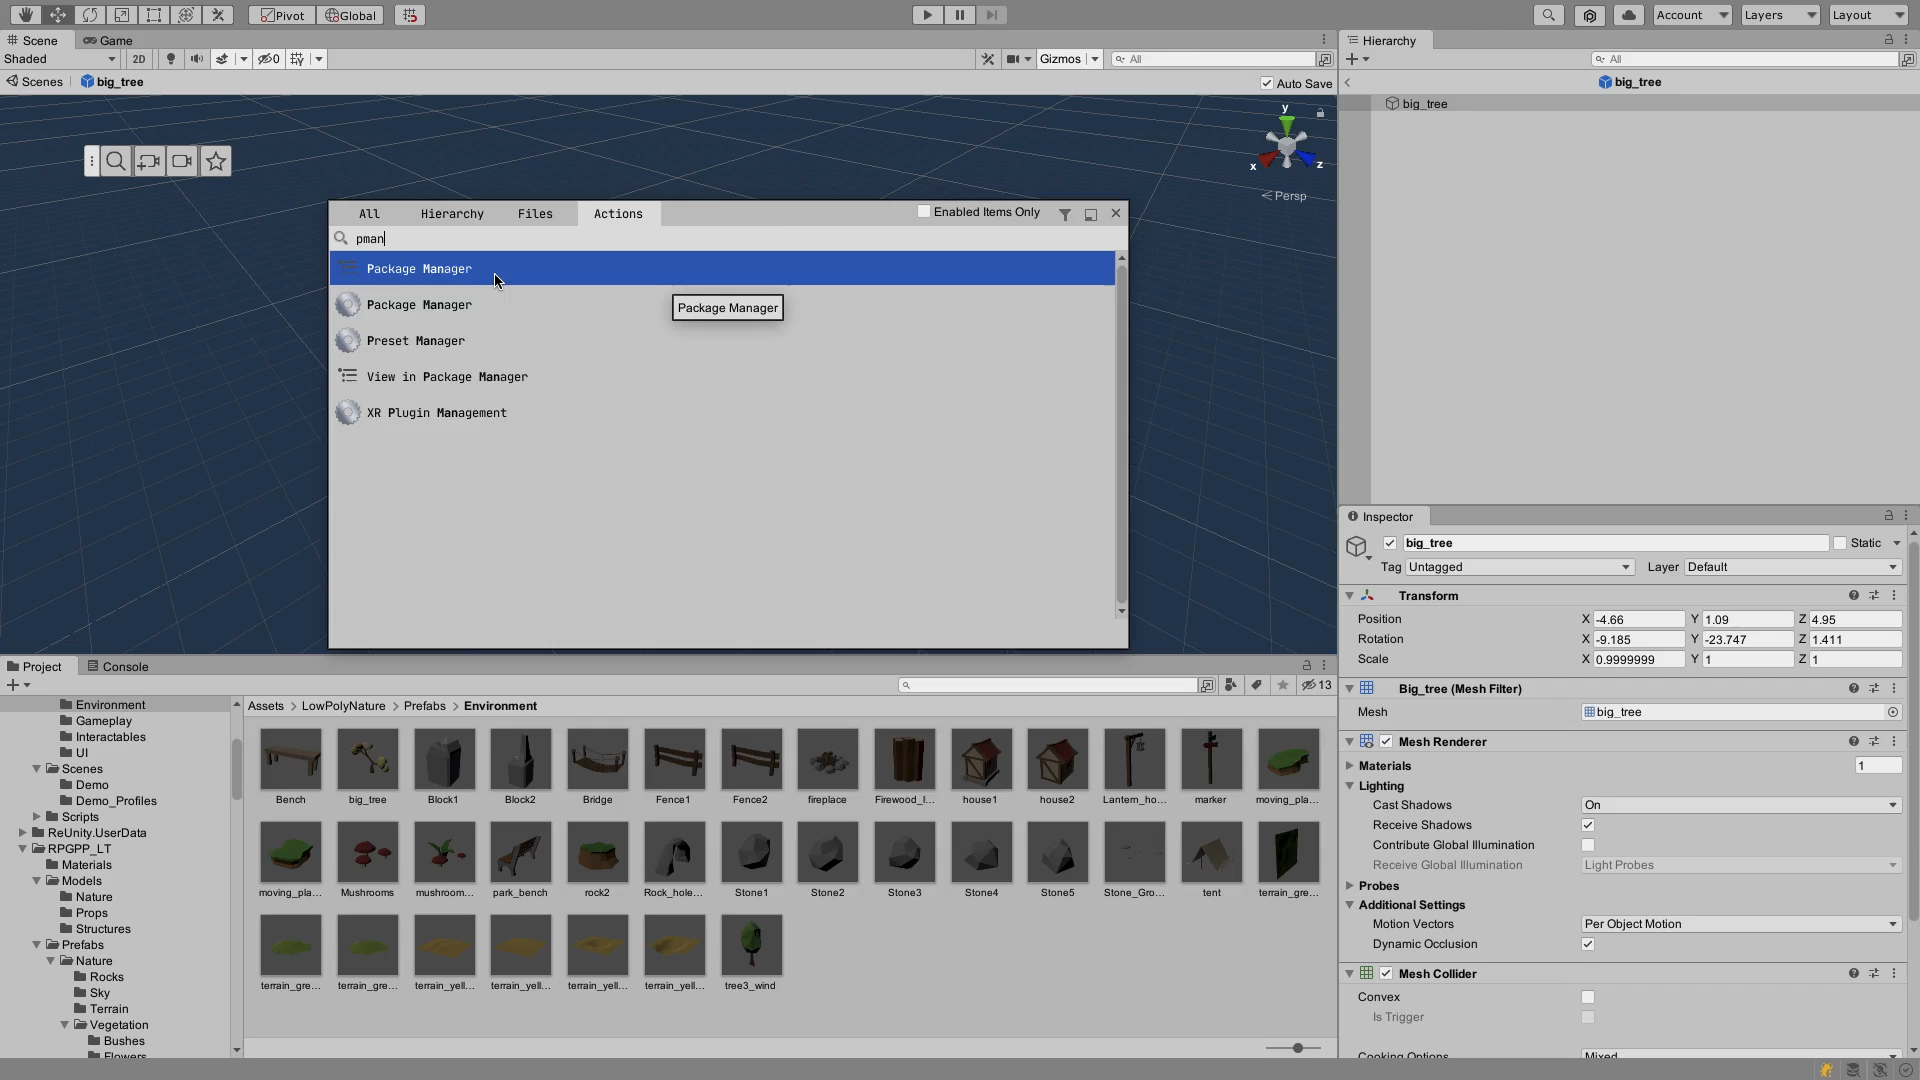 Pivot
Global
Account
Layers
Layout
Scene
Game
Hierarchy
Shaded
2D
0
Gizmos
All
All
Scenes
big_tree
Auto Save
big_tree
big_tree
y
x
z
Persp
All
Hierarchy
Files
Actions
Enabled Items Only
pman
Package Manager
Package Manager
Package Manager
Preset Manager
View in Package Manager
XR Plugin Management
Inspector
big_tree
Static
Tag
Untagged
Layer
Default
Transform
Position
X -4.66 Y 1.09 Z 4.95
Rotation
X -9.185 Y -23.747 Z 1.411
Scale
X 0.9999999 Y 1 Z 1
Big_tree (Mesh Filter)
Mesh
big_tree
Mesh Renderer
Materials
1
Lighting
Cast Shadows
On
Receive Shadows
Contribute Global Illumination
Receive Global Illumination
Light Probes
Probes
Additional Settings
Motion Vectors
Per Object Motion
Dynamic Occlusion
Mesh Collider
Convex
Is Trigger
Cooking Options
Mixed
Project
Console
13
Environment
Gameplay
Interactables
UI
Scenes
Demo
Demo_Profiles
Scripts
ReUnity.UserData
RPGPP_LT
Materials
Models
Nature
Props
Structures
Prefabs
Nature
Rocks
Sky
Terrain
Vegetation
Bushes
Flowers
Assets > LowPolyNature > Prefabs > Environment
Bench
big_tree
Block1
Block2
Bridge
Fence1
Fence2
fireplace
Firewood_l...
house1
house2
Lantern_ho...
marker
moving_pla...
moving_pla...
Mushrooms
mushroom...
park_bench
rock2
Rock_hole...
Stone1
Stone2
Stone3
Stone4
Stone5
Stone_Gro...
tent
terrain_gre...
terrain_gre...
terrain_gre...
terrain_yell...
terrain_yell...
terrain_yell...
terrain_yell...
tree3_wind